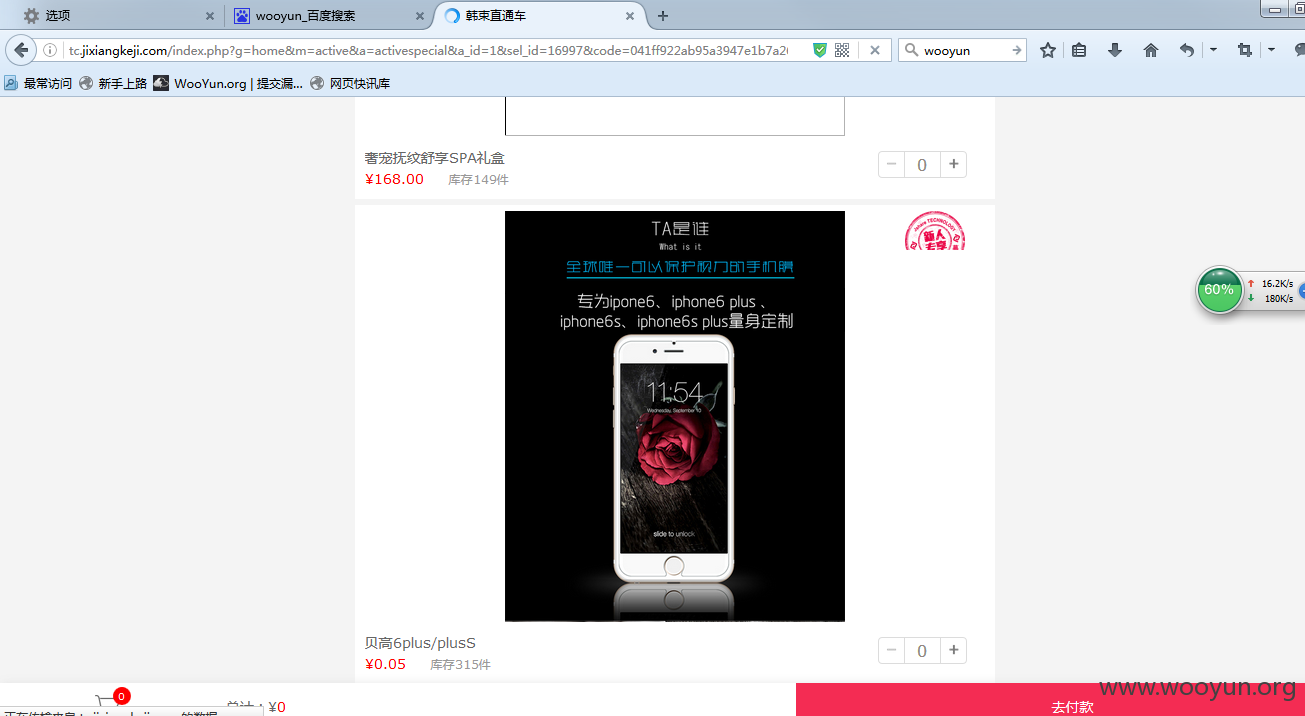 选项
wooyun_百度搜索
韩束直通车
tc.jixiangkeji.com/index.php?g=home&m=active&a=activespecial&a_id=1&sel_id=16997&code=041ff922ab95a3947e1b7a2
wooyun
最常访问
新手上路
WooYun.org | 提交漏...
网页快讯库
奢宠抚纹舒享SPA礼盒
¥168.00 库存149件
0
TA是谁
What is it
全球唯一可以保护视力的手机膜
专为ipone6、iphone6 plus 、
iphone6s、iphone6s plus量身定制
新人
专享
11:54
Wednesday, September 10
slide to unlock
60%
16.2K/s
180K/s
贝高6plus/plusS
¥0.05 库存315件
0
0
总计：¥0
去付款
www.wooyun.org